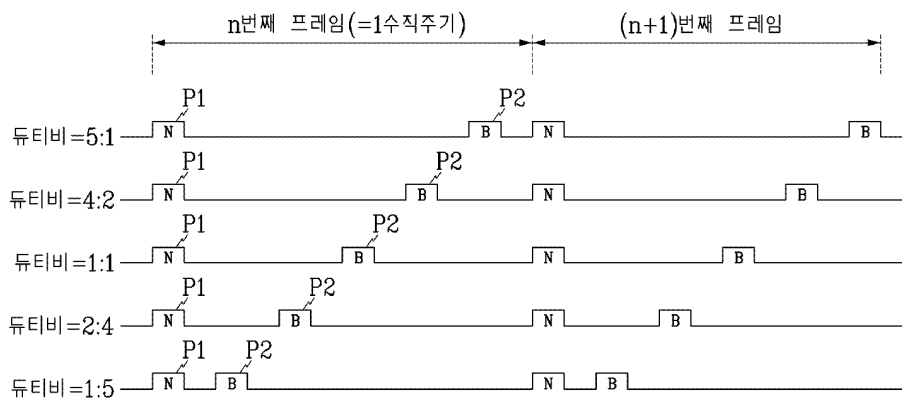 n번째 프레임(=1수직주기) (n+1)번째 프레임
P1 P2
듀티비=5:1 N B N B
P1 P2
듀티비=4:2 N B N B
P1 P2
듀티비=1:1 N B N B
P1 P2
듀티비=2:4 N B N B
P1 P2
듀티비=1:5 N B N B